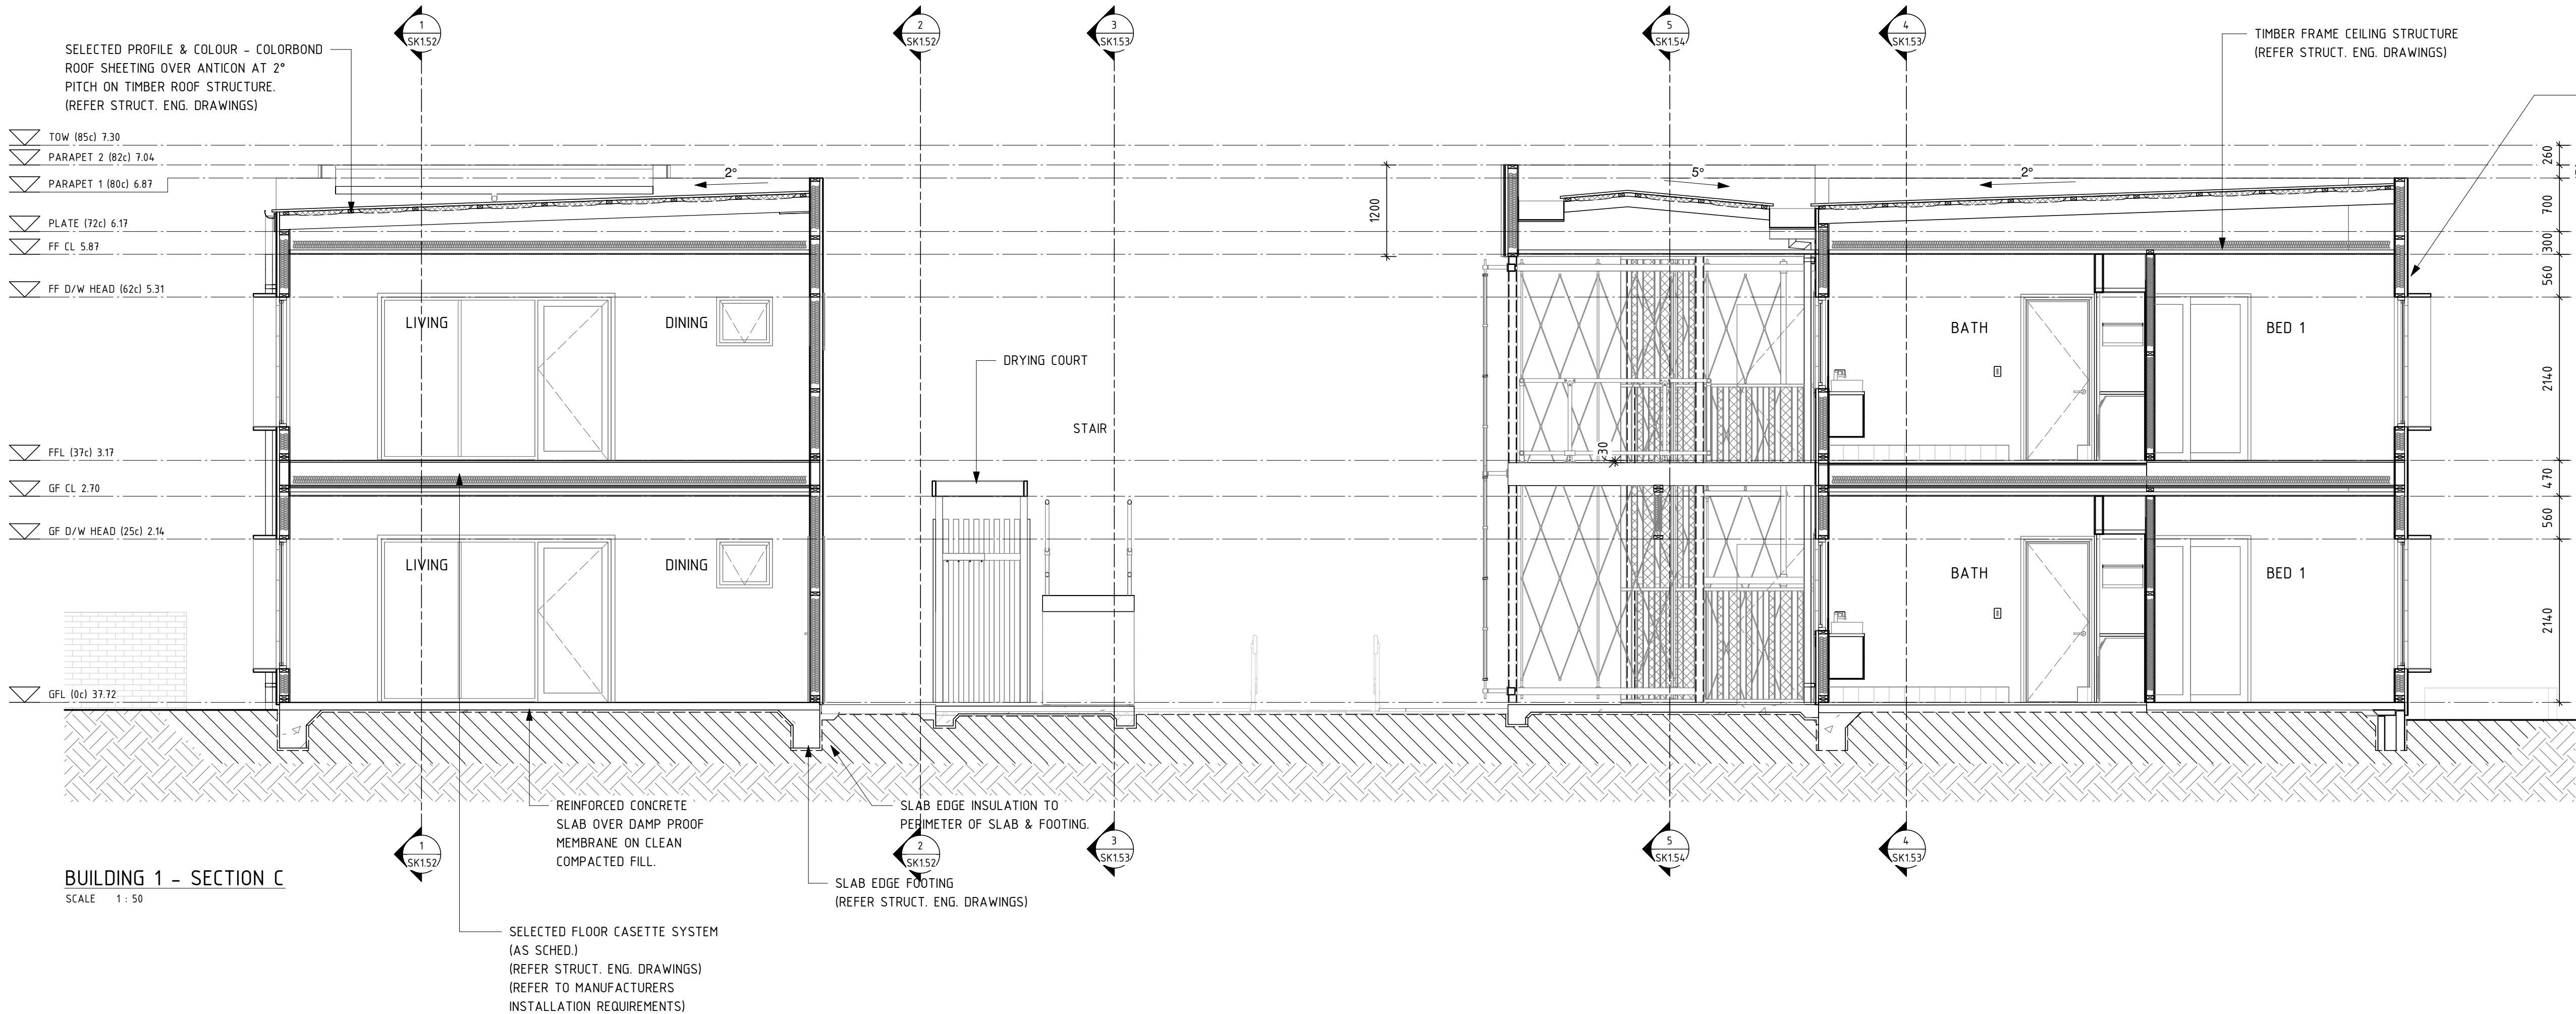 1
SK1.52
2
SK1.52
3
SK1.53
5
SK1.54
4
SK1.53
SELECTED PROFILE & COLOUR - COLORBOND
ROOF SHEETING OVER ANTICON AT 2°
PITCH ON TIMBER ROOF STRUCTURE.
(REFER STRUCT. ENG. DRAWINGS)
TIMBER FRAME CEILING STRUCTURE
(REFER STRUCT. ENG. DRAWINGS)
TOW (85c) 7.30
PARAPET 2 (82c) 7.04
PARAPET 1 (80c) 6.87
PLATE (72c) 6.17
FF CL 5.87
FF D/W HEAD (62c) 5.31
FFL (37c) 3.17
GF CL 2.70
GF D/W HEAD (25c) 2.14
GFL (0c) 37.72
2°
5°
2°
1200
260
700
300
560
2140
470
560
2140
LIVING
DINING
BATH
BED 1
DRYING COURT
STAIR
30
LIVING
DINING
BATH
BED 1
REINFORCED CONCRETE
SLAB OVER DAMP PROOF
MEMBRANE ON CLEAN
COMPACTED FILL.
SLAB EDGE INSULATION TO
PERIMETER OF SLAB & FOOTING.
1
SK1.52
2
SK1.52
3
SK1.53
5
SK1.54
4
SK1.53
SLAB EDGE FOOTING
(REFER STRUCT. ENG. DRAWINGS)
BUILDING 1 - SECTION C
SCALE 1 : 50
SELECTED FLOOR CASETTE SYSTEM
(AS SCHED.)
(REFER STRUCT. ENG. DRAWINGS)
(REFER TO MANUFACTURERS
INSTALLATION REQUIREMENTS)